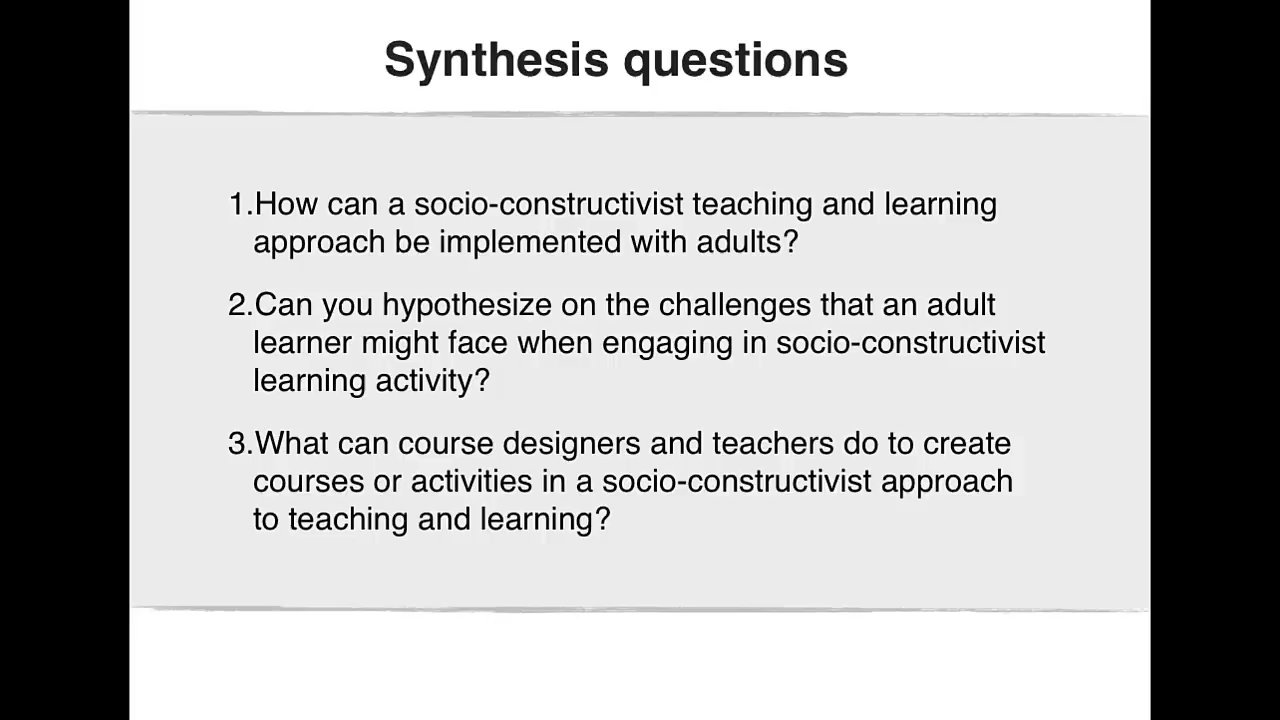 Synthesis questions
1.How can a socio-constructivist teaching and learning
approach be implemented with adults?
2.Can you hypothesize on the challenges that an adult
learner might face when engaging in socio-constructivist
learning activity?
3.What can course designers and teachers do to create
courses or activities in a socio-constructivist approach
to teaching and learning?